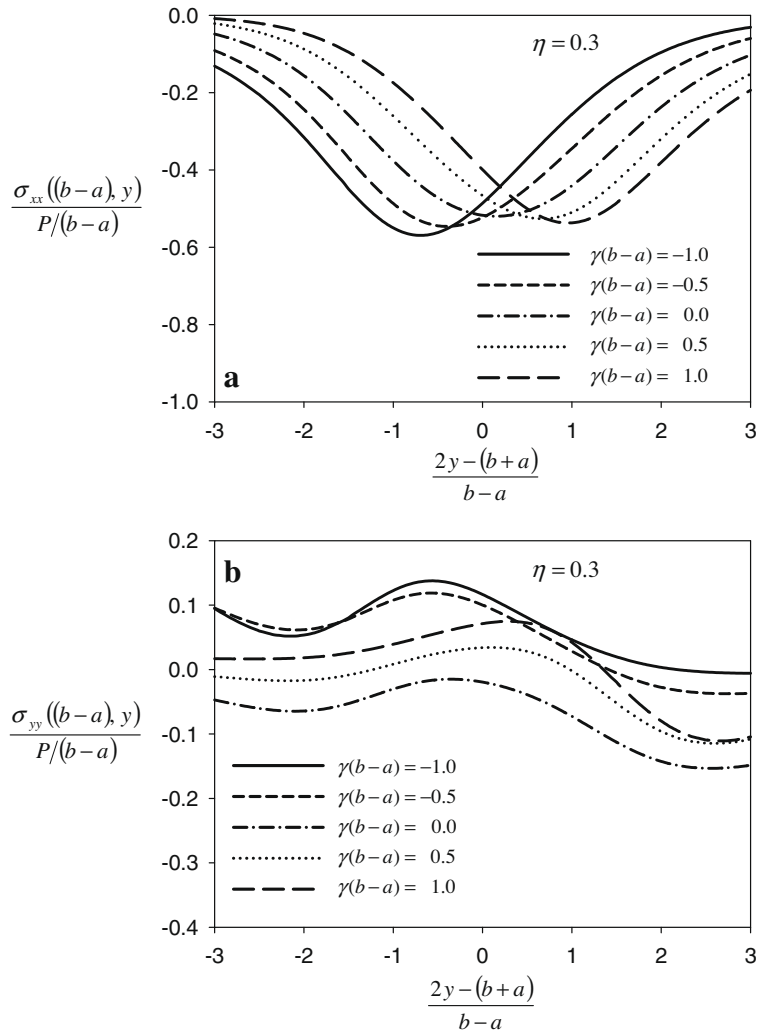 0.0
η = 0.3
-0.2
σxx((b−a), y)
P/(b−a)
-0.4
-0.6
γ(b−a) = −1.0
γ(b−a) = −0.5
γ(b−a) = 0.0
γ(b−a) = 0.5
γ(b−a) = 1.0
-0.8
a
-1.0
-3 -2 -1 0 1 2 3
2y−(b+a)
b−a
0.2
b
η = 0.3
0.1
0.0
σyy((b−a), y)
P/(b−a)
-0.1
-0.2
-0.3
-0.4
γ(b−a) = −1.0
γ(b−a) = −0.5
γ(b−a) = 0.0
γ(b−a) = 0.5
γ(b−a) = 1.0
-3 -2 -1 0 1 2 3
2y−(b+a)
b−a